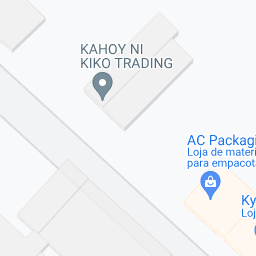 KAHOY NI
KIKO TRADING
AC Packagi
Loja de materi
para empacota
Ky
Loj